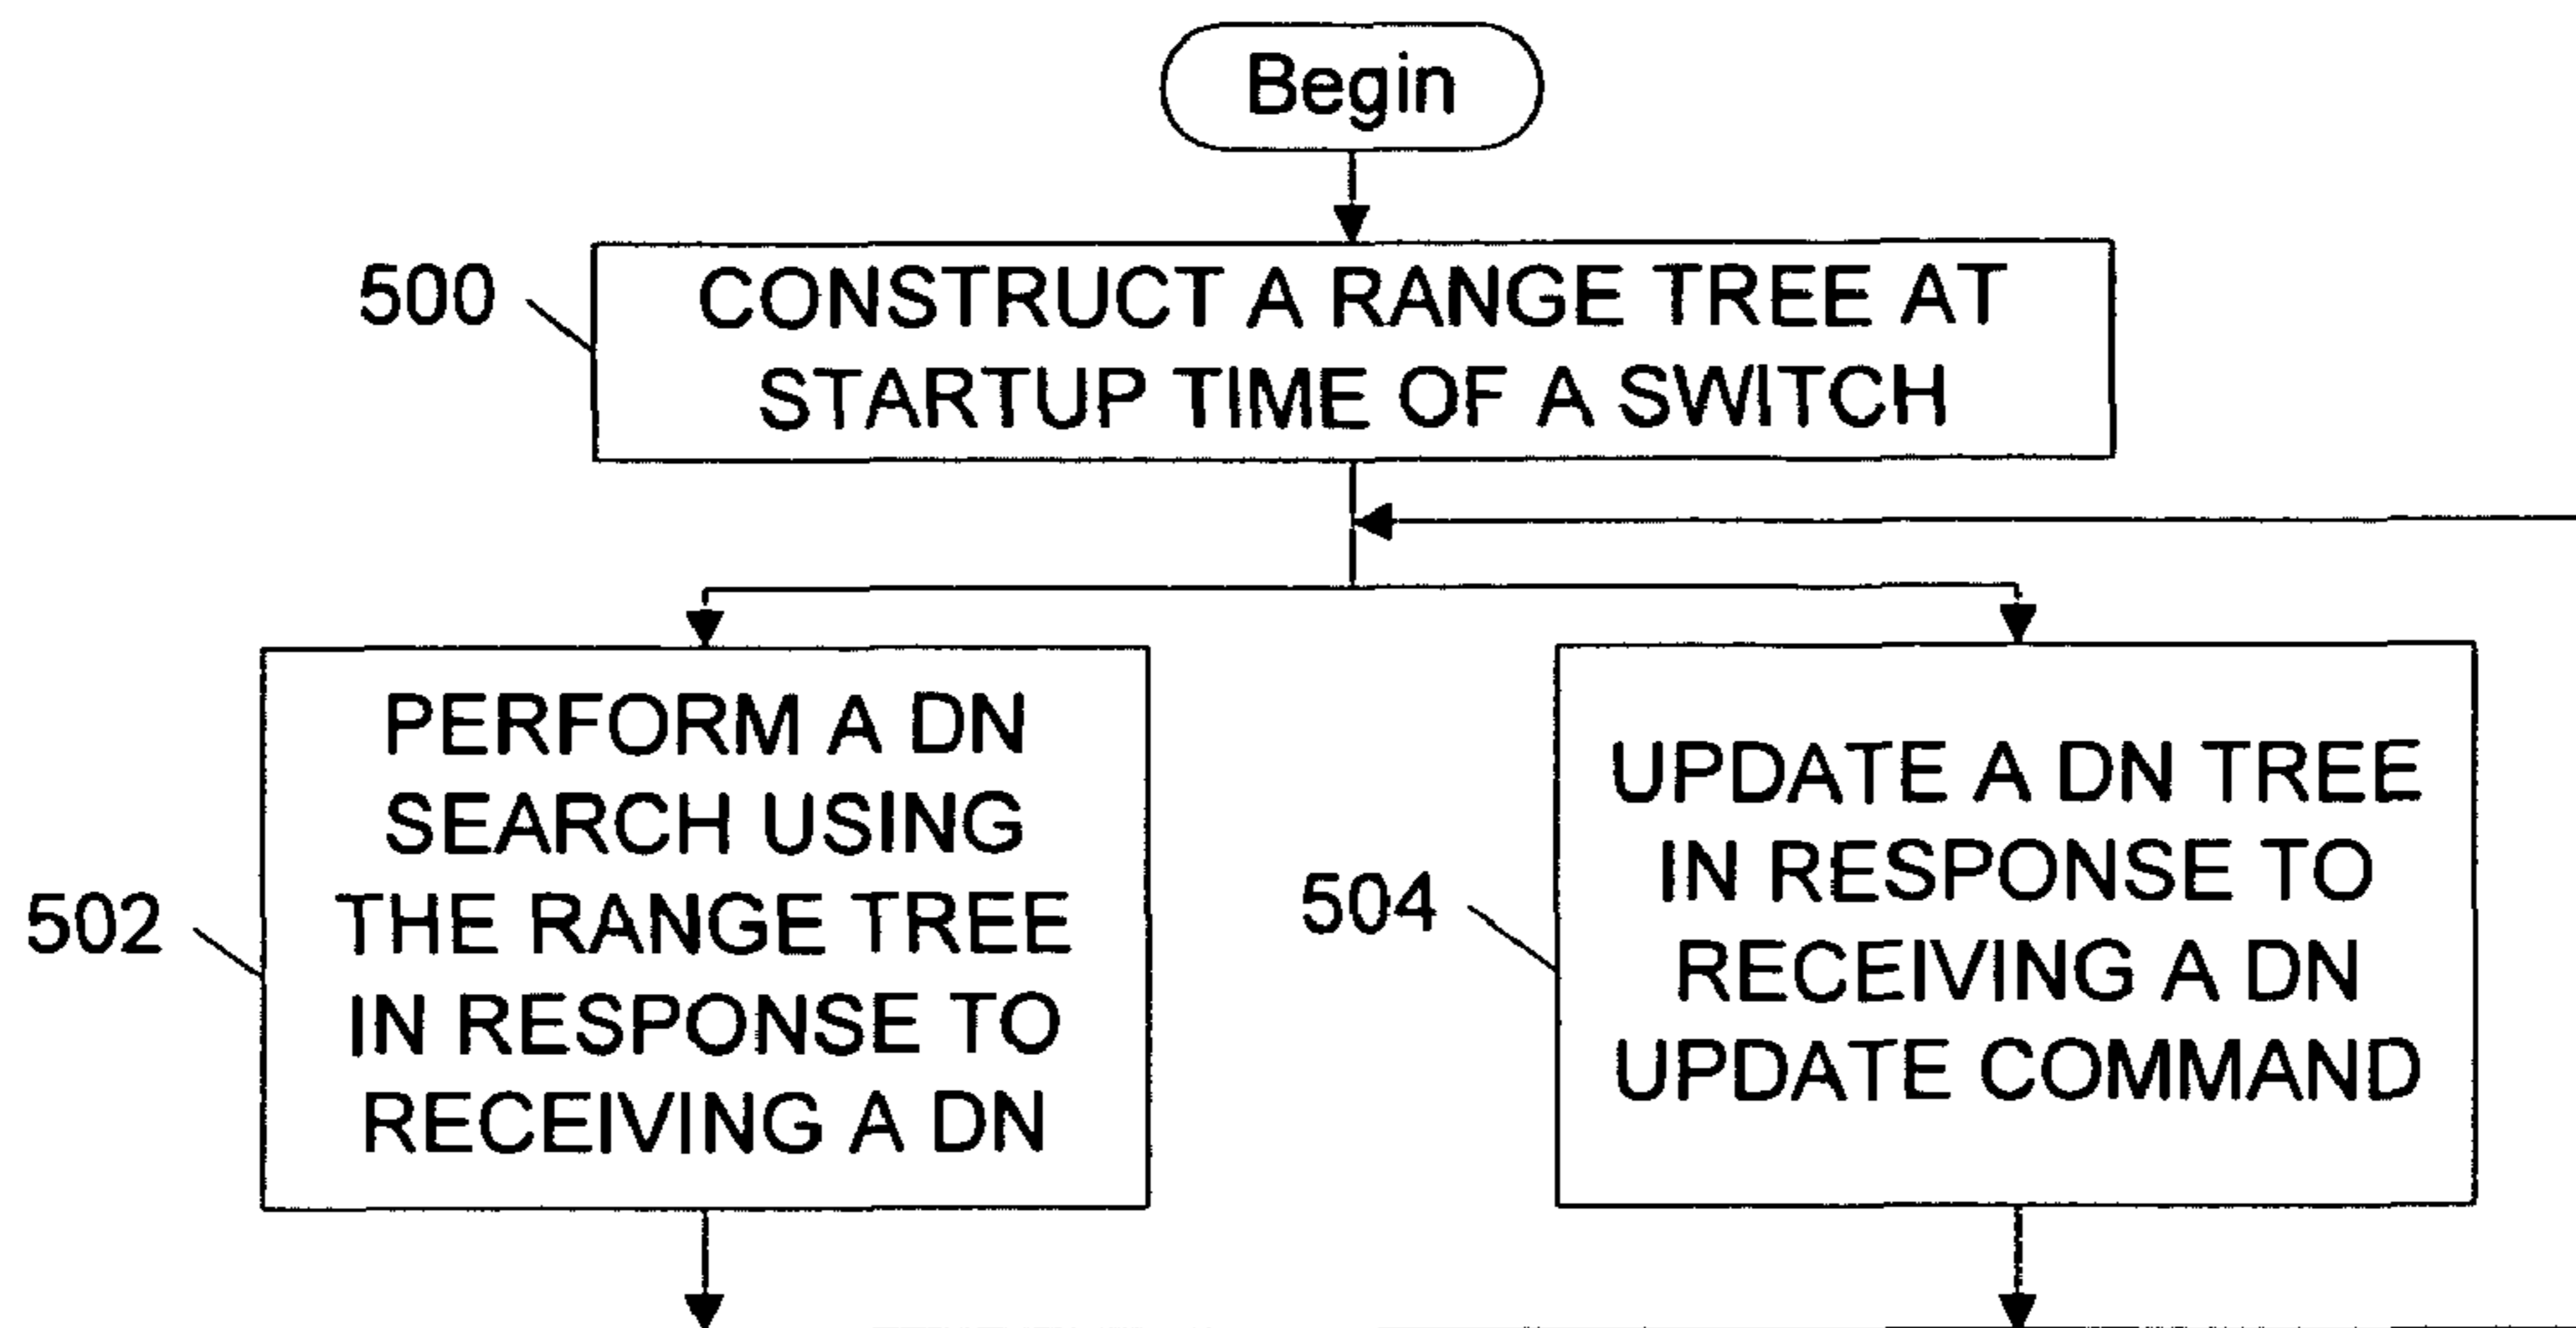 Begin
500
CONSTRUCT A RANGE TREE AT
STARTUP TIME OF A SWITCH
502
PERFORM A DN
SEARCH USING
THE RANGE TREE
IN RESPONSE TO
RECEIVING A DN
504
UPDATE A DN TREE
IN RESPONSE TO
RECEIVING A DN
UPDATE COMMAND